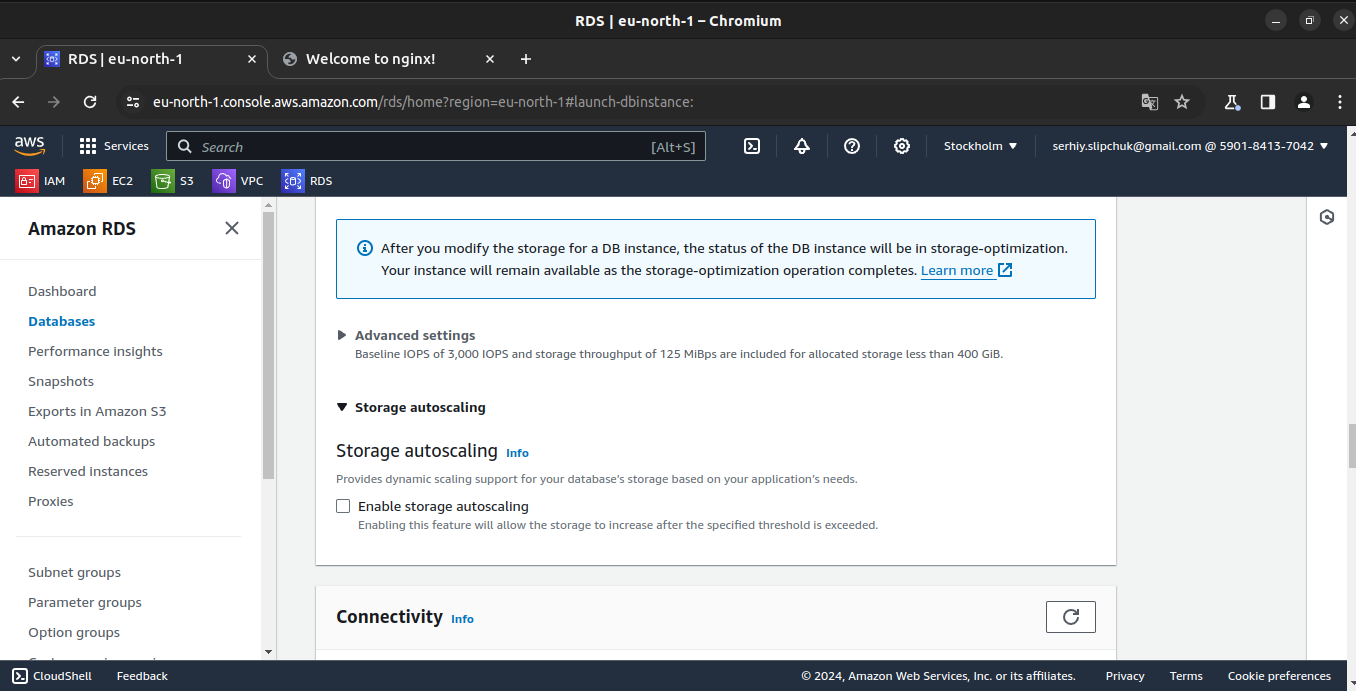 RDS | eu-north-1 – Chromium
RDS | eu-north-1
Welcome to nginx!
eu-north-1.console.aws.amazon.com/rds/home?region=eu-north-1#launch-dbinstance:
aws
Services
Search
[Alt+S]
Stockholm
serhiy.slipchuk@gmail.com @ 5901-8413-7042
IAM
EC2
S3
VPC
RDS
Amazon RDS
Dashboard
Databases
Performance insights
Snapshots
Exports in Amazon S3
Automated backups
Reserved instances
Proxies
Subnet groups
Parameter groups
Option groups
After you modify the storage for a DB instance, the status of the DB instance will be in storage-optimization.
Your instance will remain available as the storage-optimization operation completes. Learn more
Advanced settings
Baseline IOPS of 3,000 IOPS and storage throughput of 125 MiBps are included for allocated storage less than 400 GiB.
Storage autoscaling
Storage autoscaling Info
Provides dynamic scaling support for your database's storage based on your application's needs.
Enable storage autoscaling
Enabling this feature will allow the storage to increase after the specified threshold is exceeded.
Connectivity Info
CloudShell
Feedback
© 2024, Amazon Web Services, Inc. or its affiliates.
Privacy
Terms
Cookie preferences